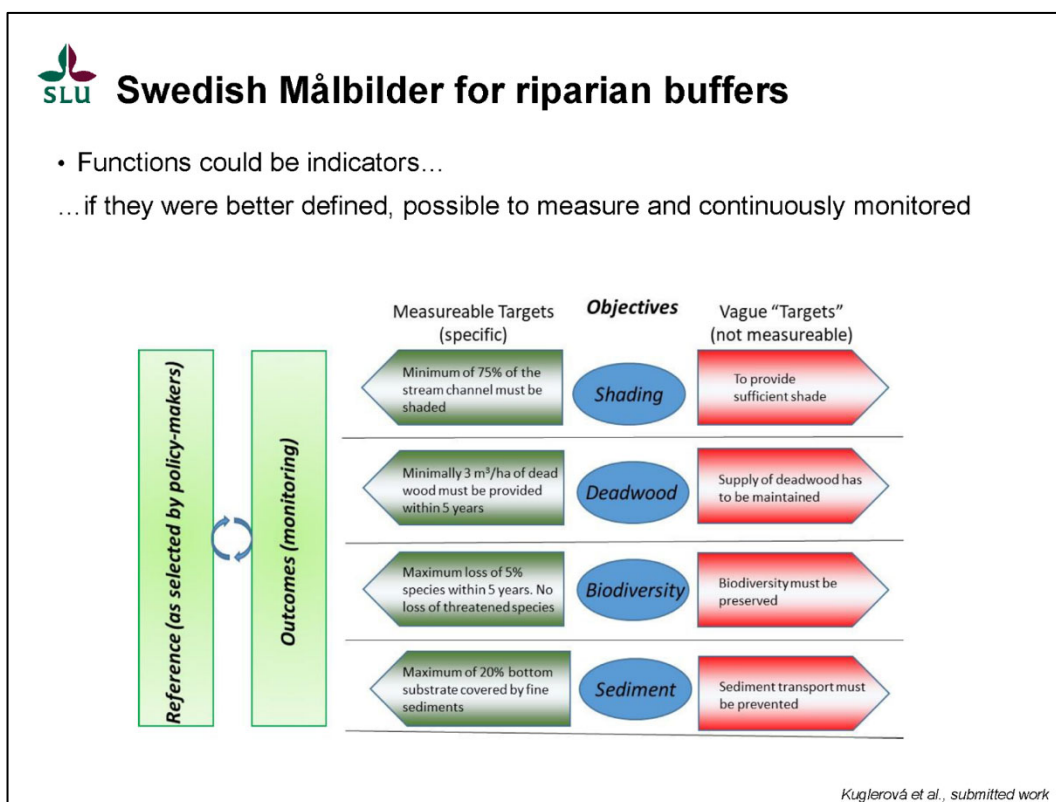 SLU
Swedish Målbilder for riparian buffers
• Functions could be indicators…
…if they were better defined, possible to measure and continuously monitored
Reference (as selected by policy-makers)
Outcomes (monitoring)
Measureable Targets
(specific)
Objectives
Vague “Targets”
(not measureable)
Minimum of 75% of the
stream channel must be
shaded
Shading
To provide
sufficient shade
Minimally 3 m³/ha of dead
wood must be provided
within 5 years
Deadwood
Supply of deadwood has
to be maintained
Maximum loss of 5%
species within 5 years. No
loss of threatened species
Biodiversity
Biodiversity must be
preserved
Maximum of 20% bottom
substrate covered by fine
sediments
Sediment
Sediment transport must
be prevented
Kuglerová et al., submitted work